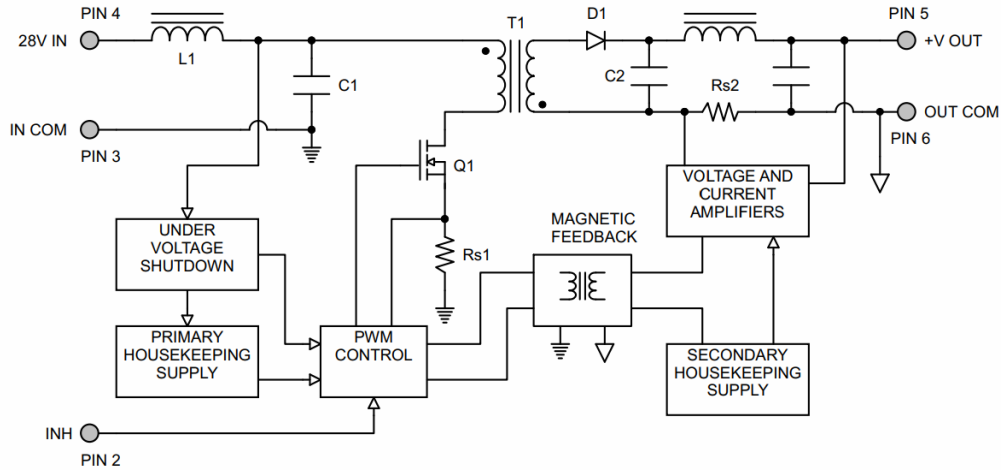 PIN 4
T1
D1
PIN 5
28V IN
L1
+V OUT
C1
C2
Rs2
IN COM
OUT COM
PIN 3
PIN 6
Q1
VOLTAGE AND
CURRENT
AMPLIFIERS
UNDER
VOLTAGE
SHUTDOWN
MAGNETIC
FEEDBACK
Rs1
PRIMARY
HOUSEKEEPING
SUPPLY
PWM
CONTROL
SECONDARY
HOUSEKEEPING
SUPPLY
INH
PIN 2